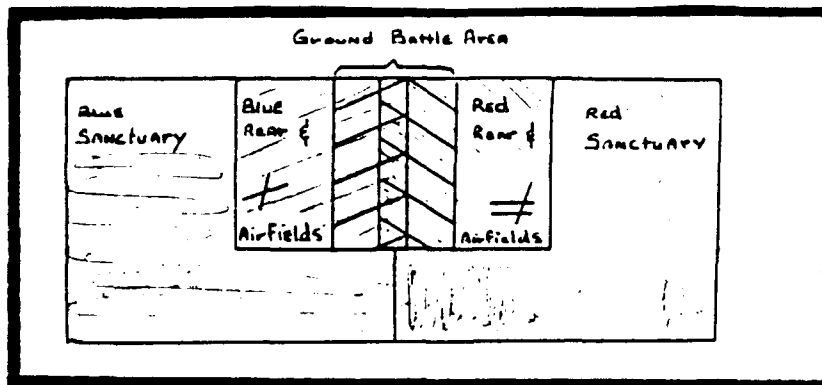 Ground Battle Area
Blue
Sanctuary
Blue
Rear &
Airfields
Red
Rear &
Airfields
Red
Sanctuary